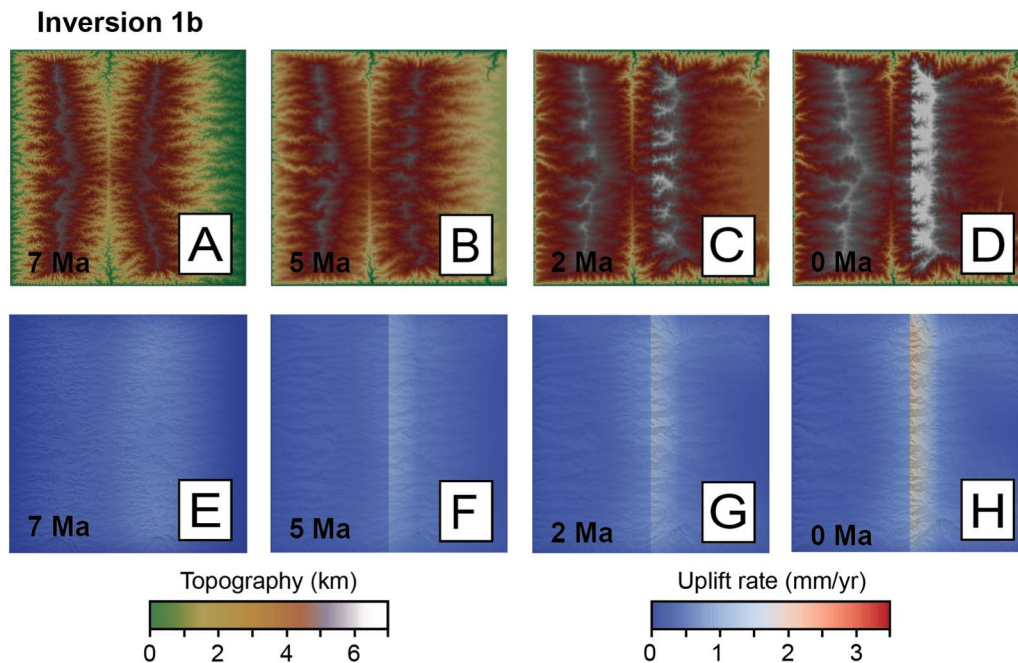 Inversion 1b
A
7 Ma
B
5 Ma
C
2 Ma
D
0 Ma
E
7 Ma
F
5 Ma
G
2 Ma
H
0 Ma
Topography (km)
0 2 4 6
Uplift rate (mm/yr)
0 1 2 3